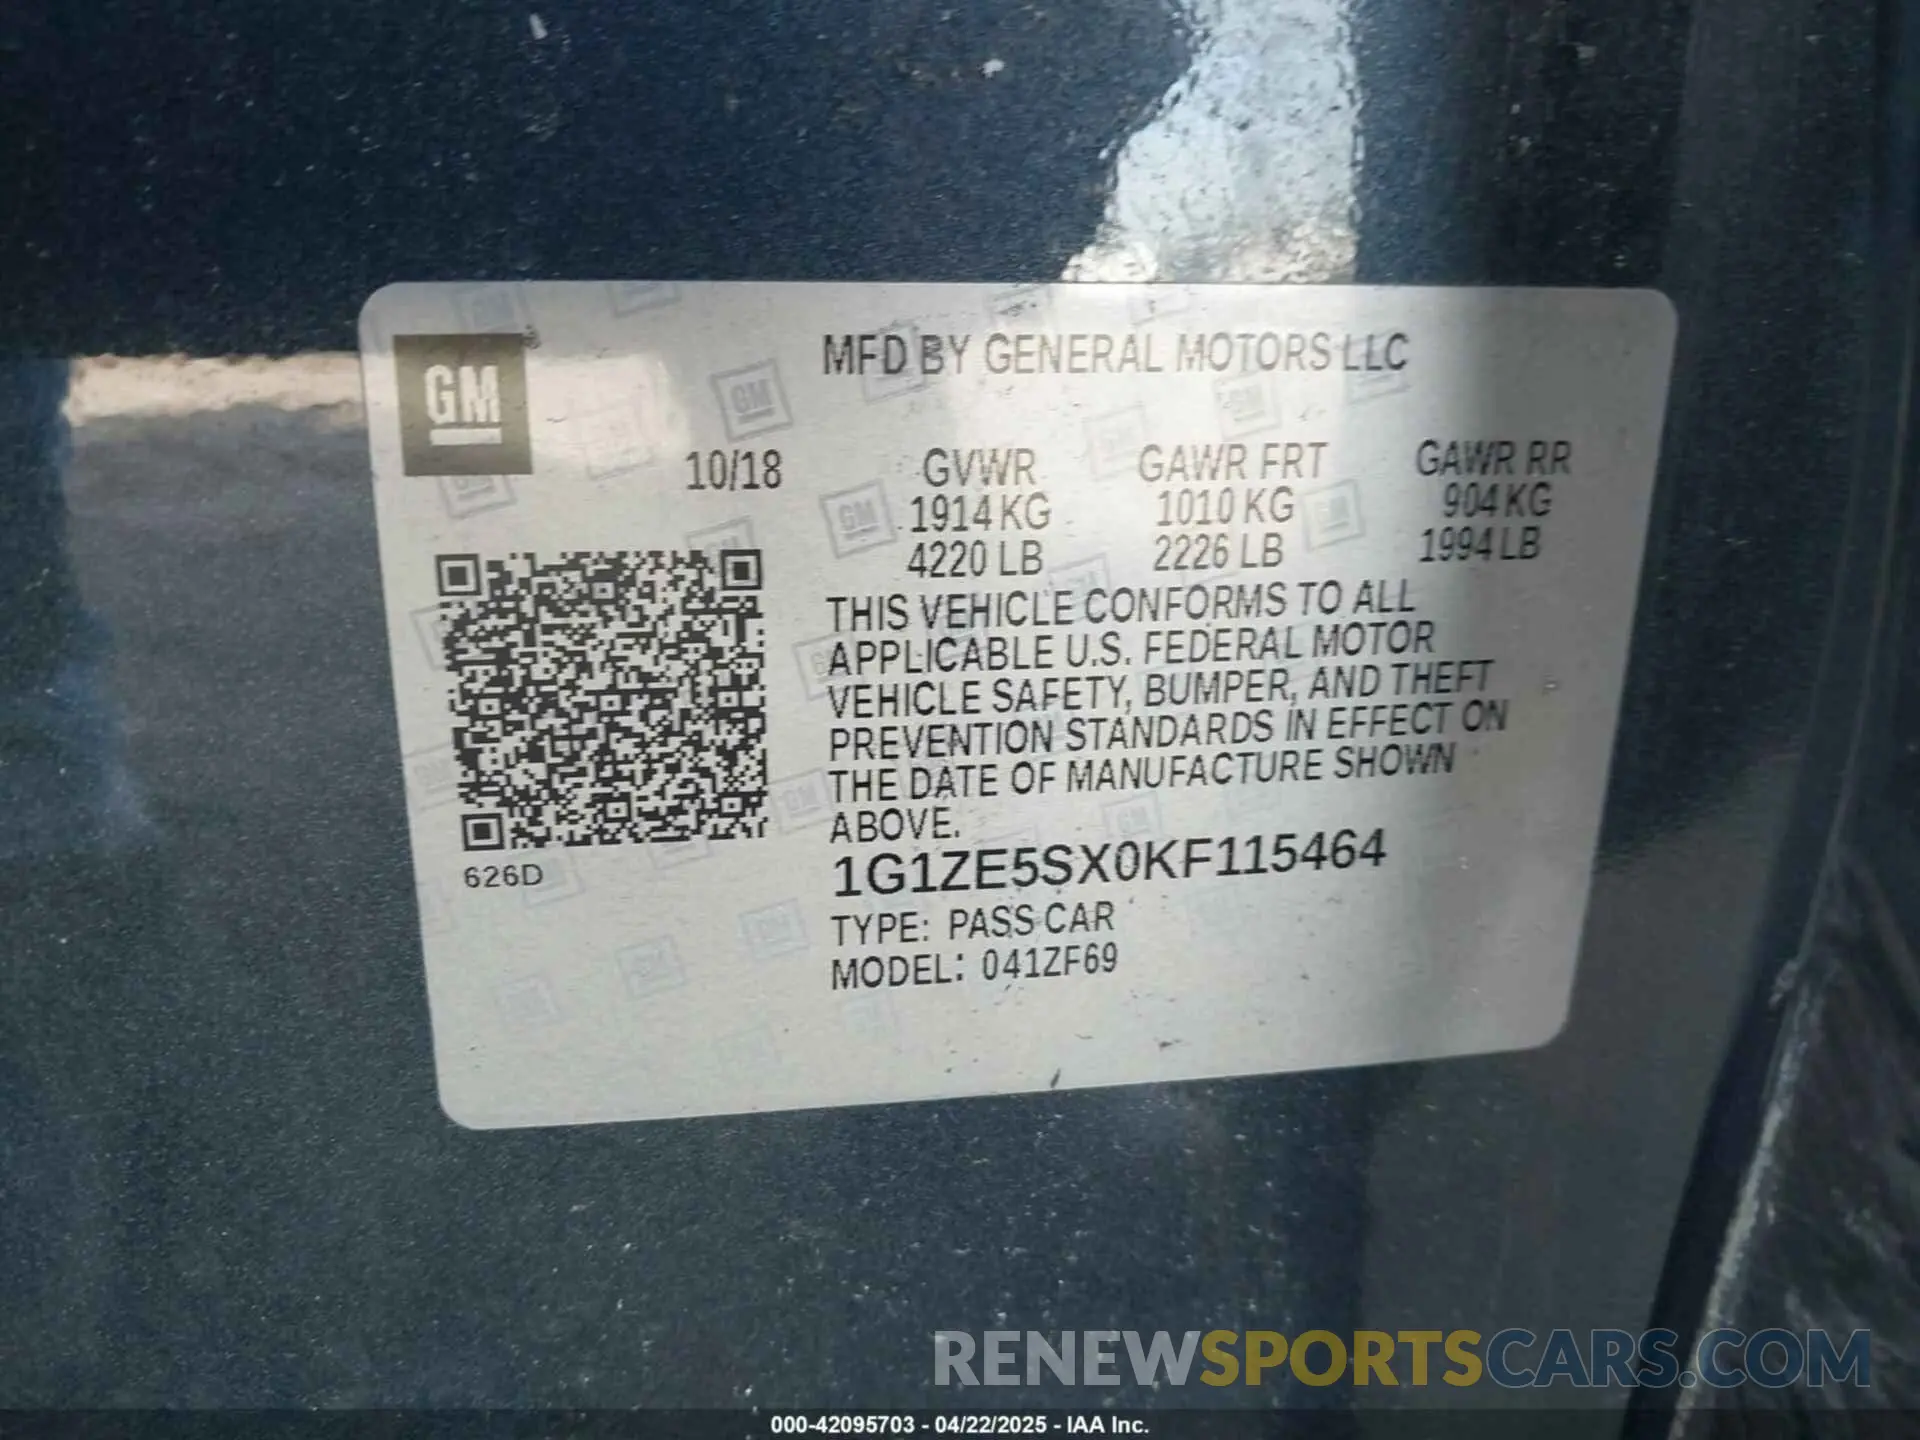 GM
MFD BY GENERAL MOTORS LLC
10/18 GVWR GAWR FRT GAWR RR
1914 KG 1010 KG 904 KG
4220 LB 2226 LB 1994 LB
THIS VEHICLE CONFORMS TO ALL
APPLICABLE U.S. FEDERAL MOTOR
VEHICLE SAFETY, BUMPER, AND THEFT
PREVENTION STANDARDS IN EFFECT ON
THE DATE OF MANUFACTURE SHOWN
ABOVE.
626D
1G1ZE5SX0KF115464
TYPE: PASS CAR
MODEL: 041ZF69
RENEWSPORTSCARS.COM
000-42095703 - 04/22/2025 - IAA Inc.